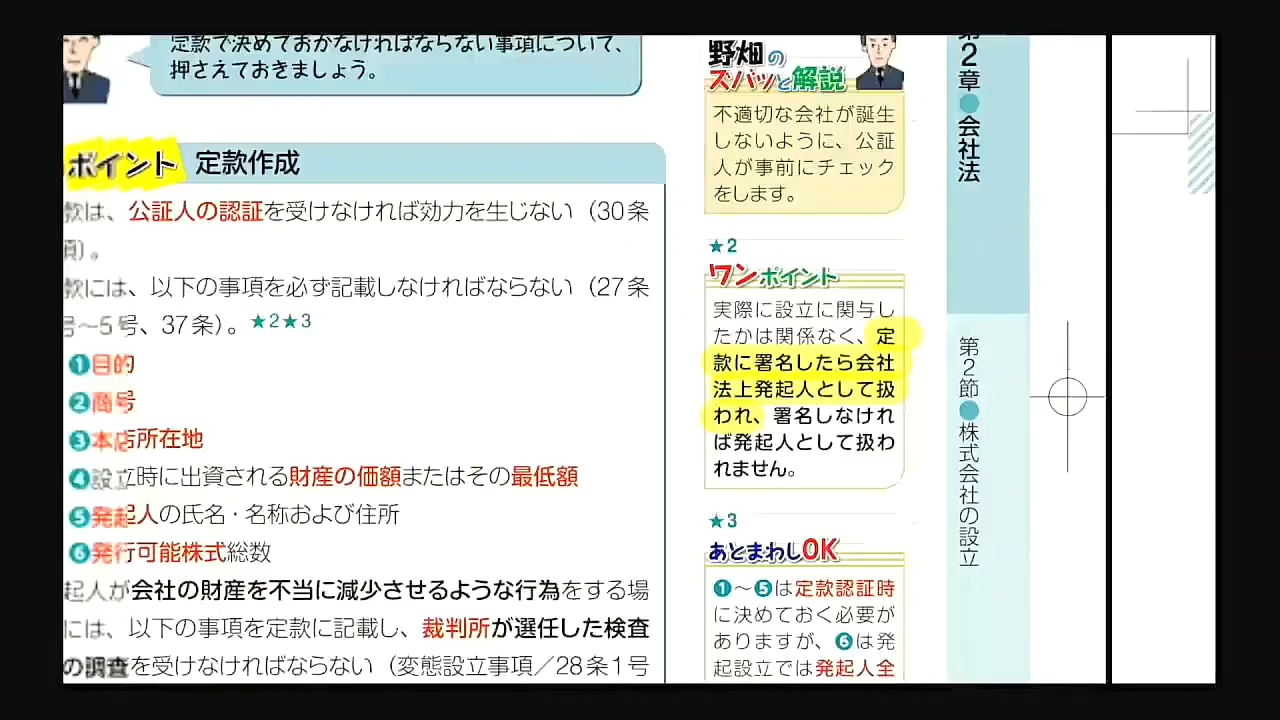 定款で決めておかなければならない事項について、
押さえておきましょう。
ポイント 定款作成
款は、公証人の認証を受けなければ効力を生じない（30条
項）。
款には、以下の事項を必ず記載しなければならない（27条
号～5号、37条）。★2★3
❶目的
❷商号
❸本店所在地
❹設立時に出資される財産の価額またはその最低額
❺発起人の氏名・名称および住所
❻発行可能株式総数
起人が会社の財産を不当に減少させるような行為をする場
には、以下の事項を定款に記載し、裁判所が選任した検査
の調査を受けなければならない（変態設立事項／28条1号
野畑の
ズバッと解説
不適切な会社が誕生
しないように、公証
人が事前にチェック
をします。
★2
ワンポイント
実際に設立に関与し
たかは関係なく、定
款に署名したら会社
法上発起人として扱
われ、署名しなけれ
ば発起人として扱わ
れません。
★3
あとまわしOK
❶～❺は定款認証時
に決めておく必要が
ありますが、❻は発
起設立では発起人全
第2章●会社法
第2節●株式会社の設立